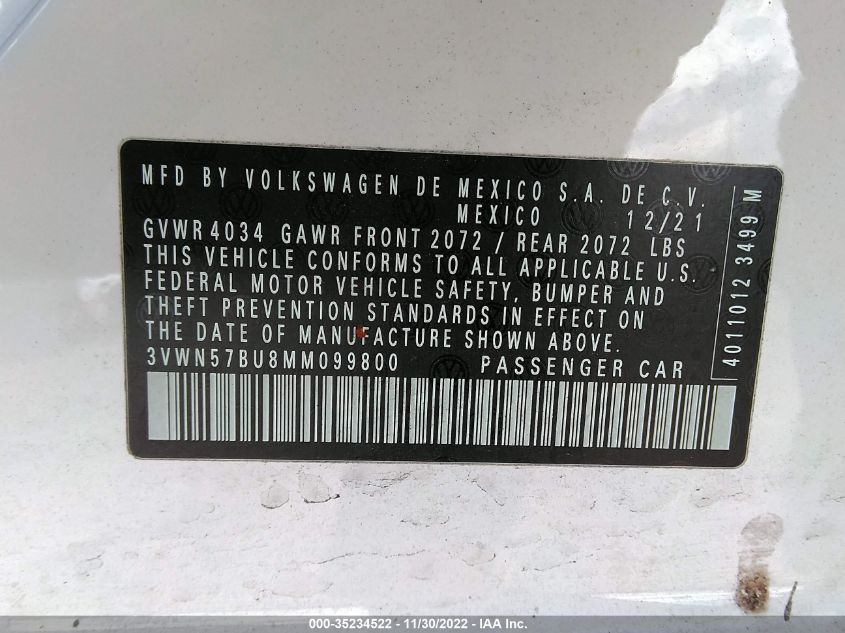 MFD BY VOLKSWAGEN DE MEXICO S.A. DE C.V.
MEXICO 12/21
GVWR 4034 GAWR FRONT 2072 / REAR 2072 LBS
THIS VEHICLE CONFORMS TO ALL APPLICABLE U.S.
FEDERAL MOTOR VEHICLE SAFETY, BUMPER AND
THEFT PREVENTION STANDARDS IN EFFECT ON
THE DATE OF MANUFACTURE SHOWN ABOVE.
3VWN57BU8MM099800 PASSENGER CAR
4011012 3499 M
000-35234522 - 11/30/2022 - IAA Inc.